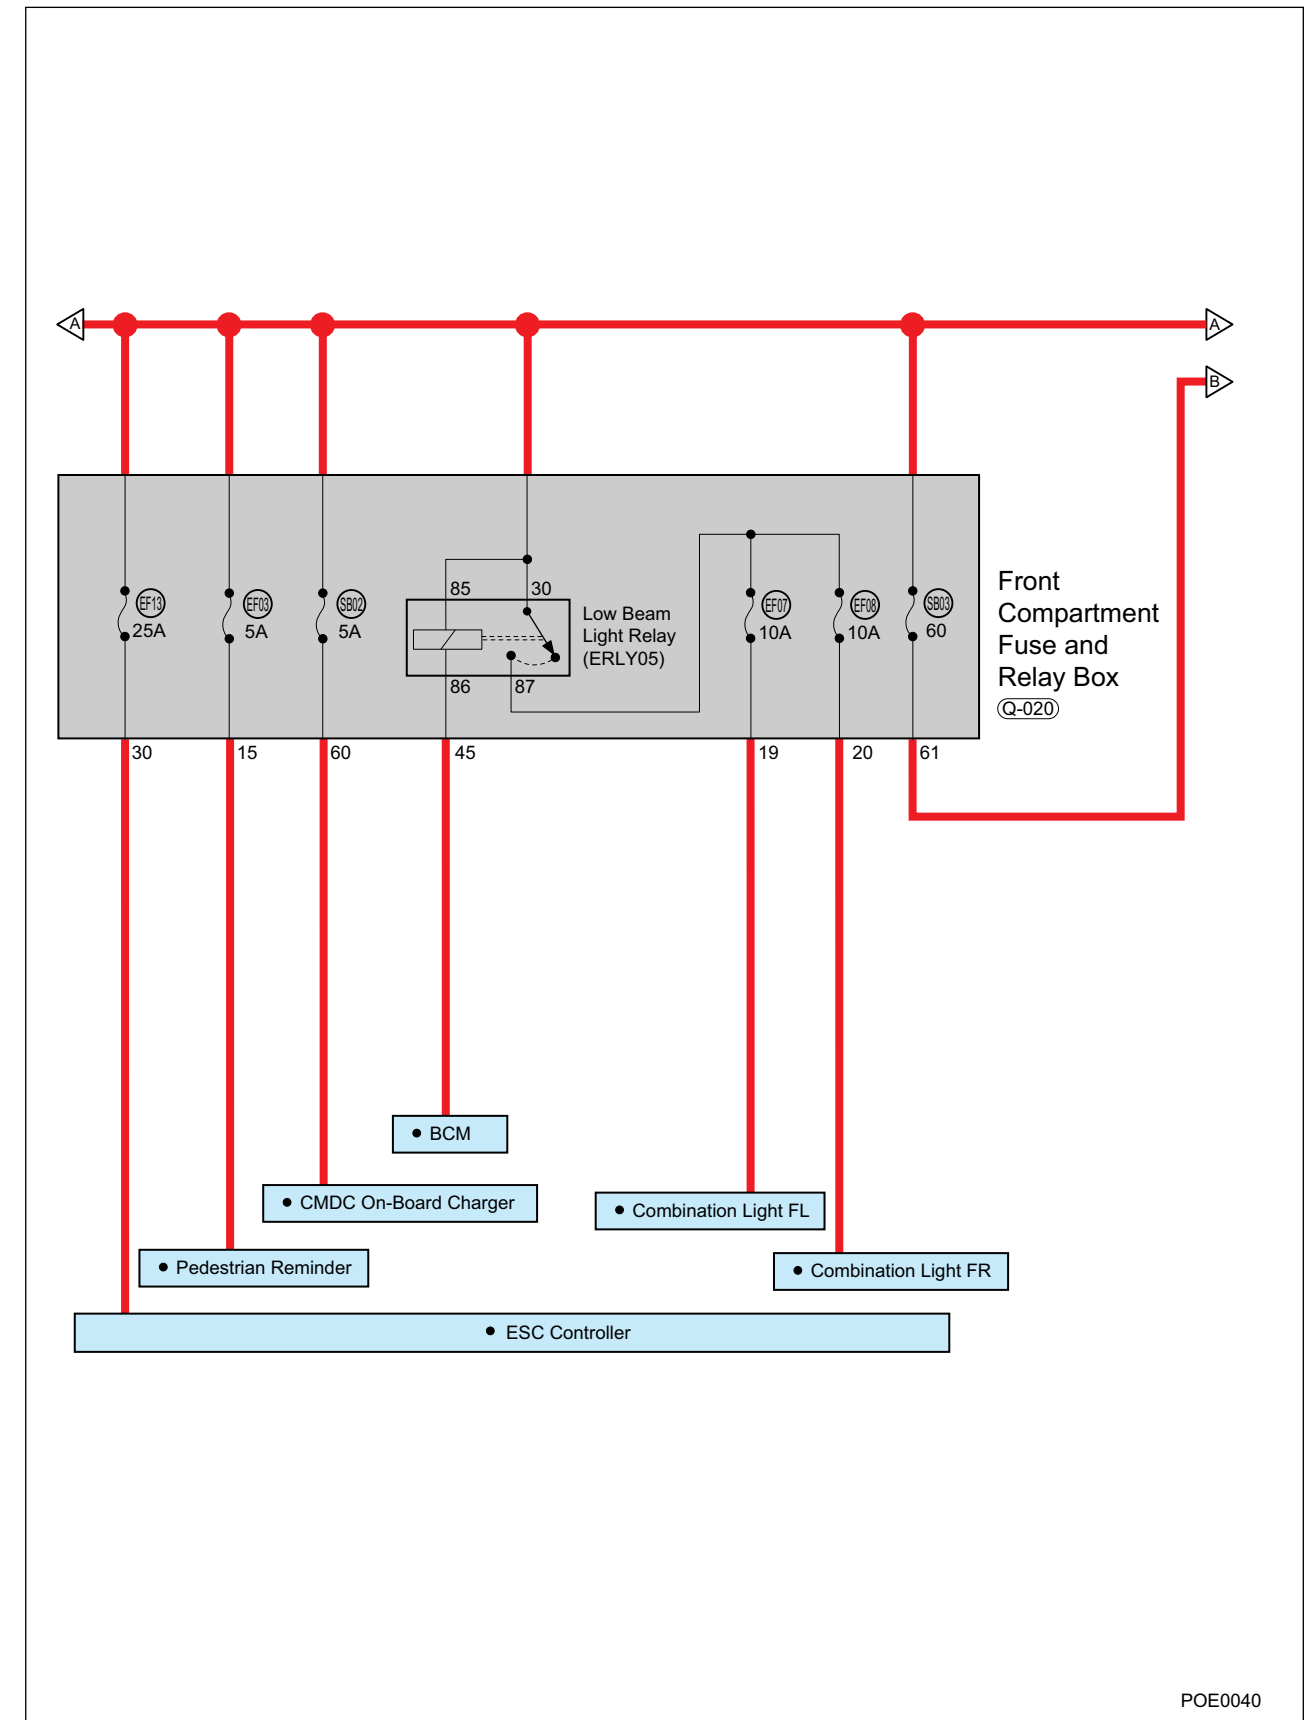 A
A
B
85
30
EF13
25A
EF03
5A
SB02
5A
Low Beam
Light Relay
(ERLY05)
EF07
10A
EF08
10A
SB03
60
86
87
Front
Compartment
Fuse and
Relay Box
Q-020
30
15
60
45
19
20
61
• BCM
• CMDC On-Board Charger
• Combination Light FL
• Pedestrian Reminder
• Combination Light FR
• ESC Controller
POE0040